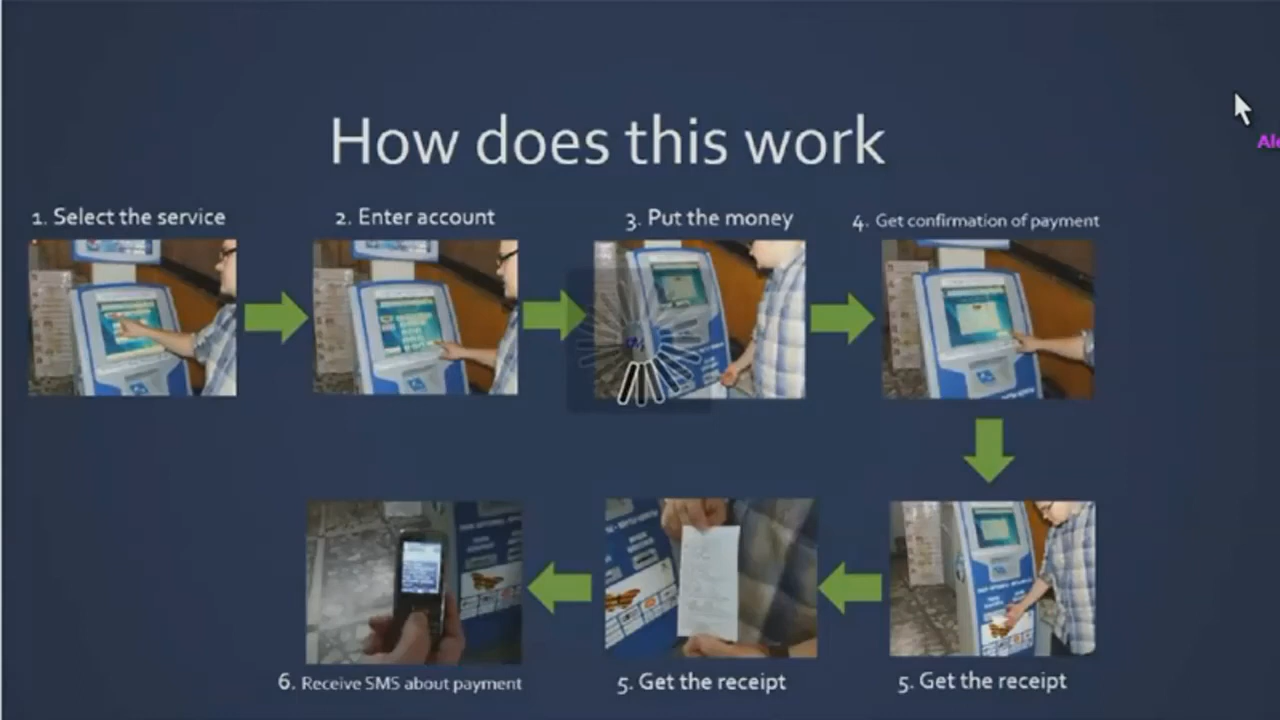 How does this work
1. Select the service
2. Enter account
3. Put the money
4. Get confirmation of payment
6. Receive SMS about payment
5. Get the receipt
5. Get the receipt